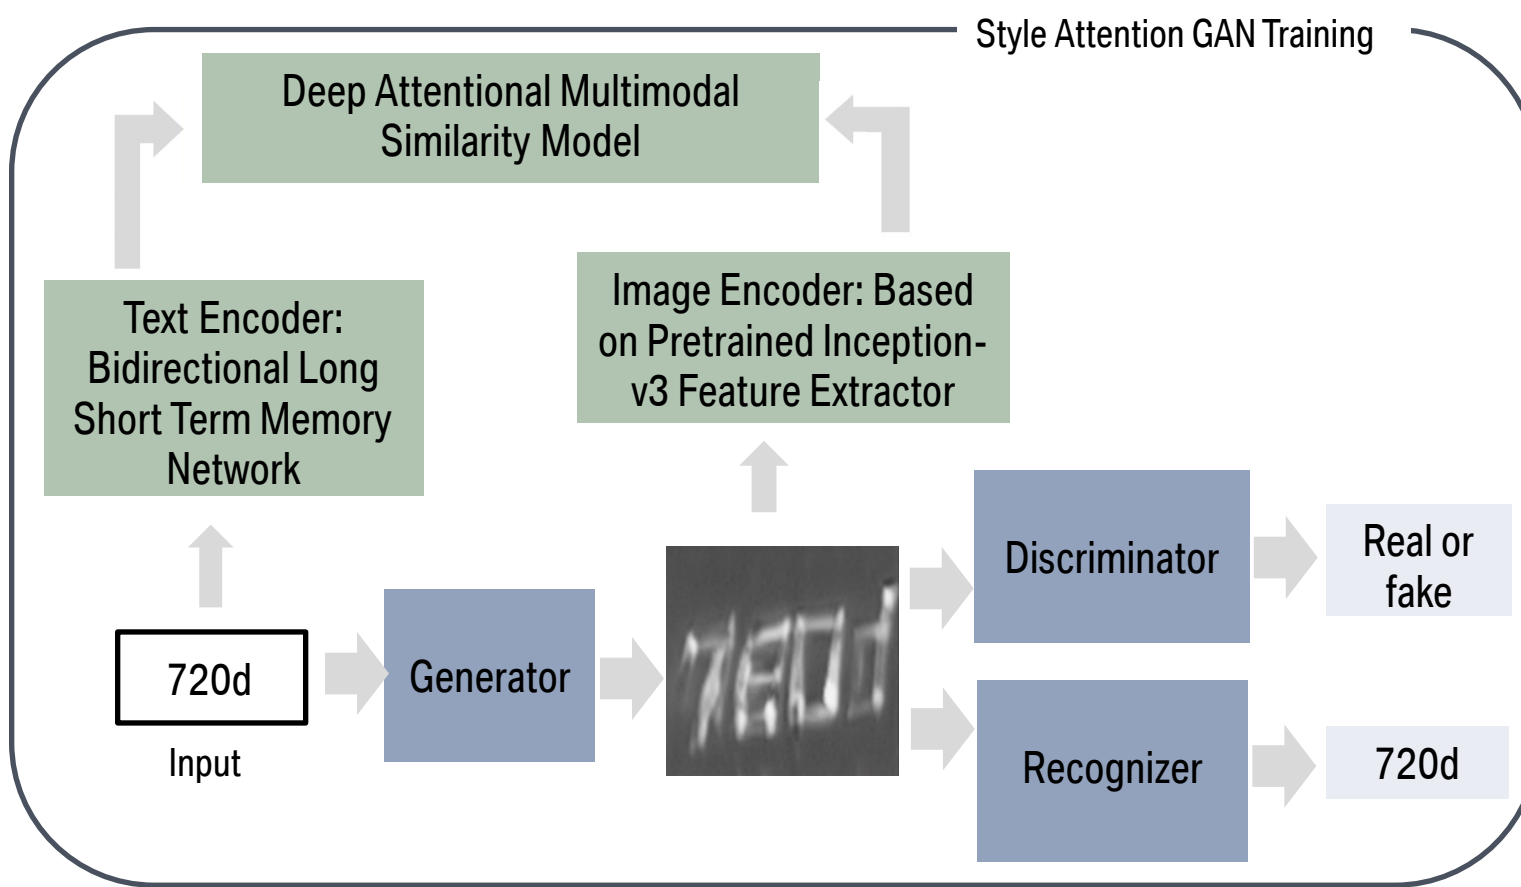 Style Attention GAN Training
Deep Attentional Multimodal
Similarity Model
Text Encoder:
Bidirectional Long
Short Term Memory
Network
Image Encoder: Based
on Pretrained Inception-
v3 Feature Extractor
720d
Input
Generator
Discriminator
Real or
fake
Recognizer
720d